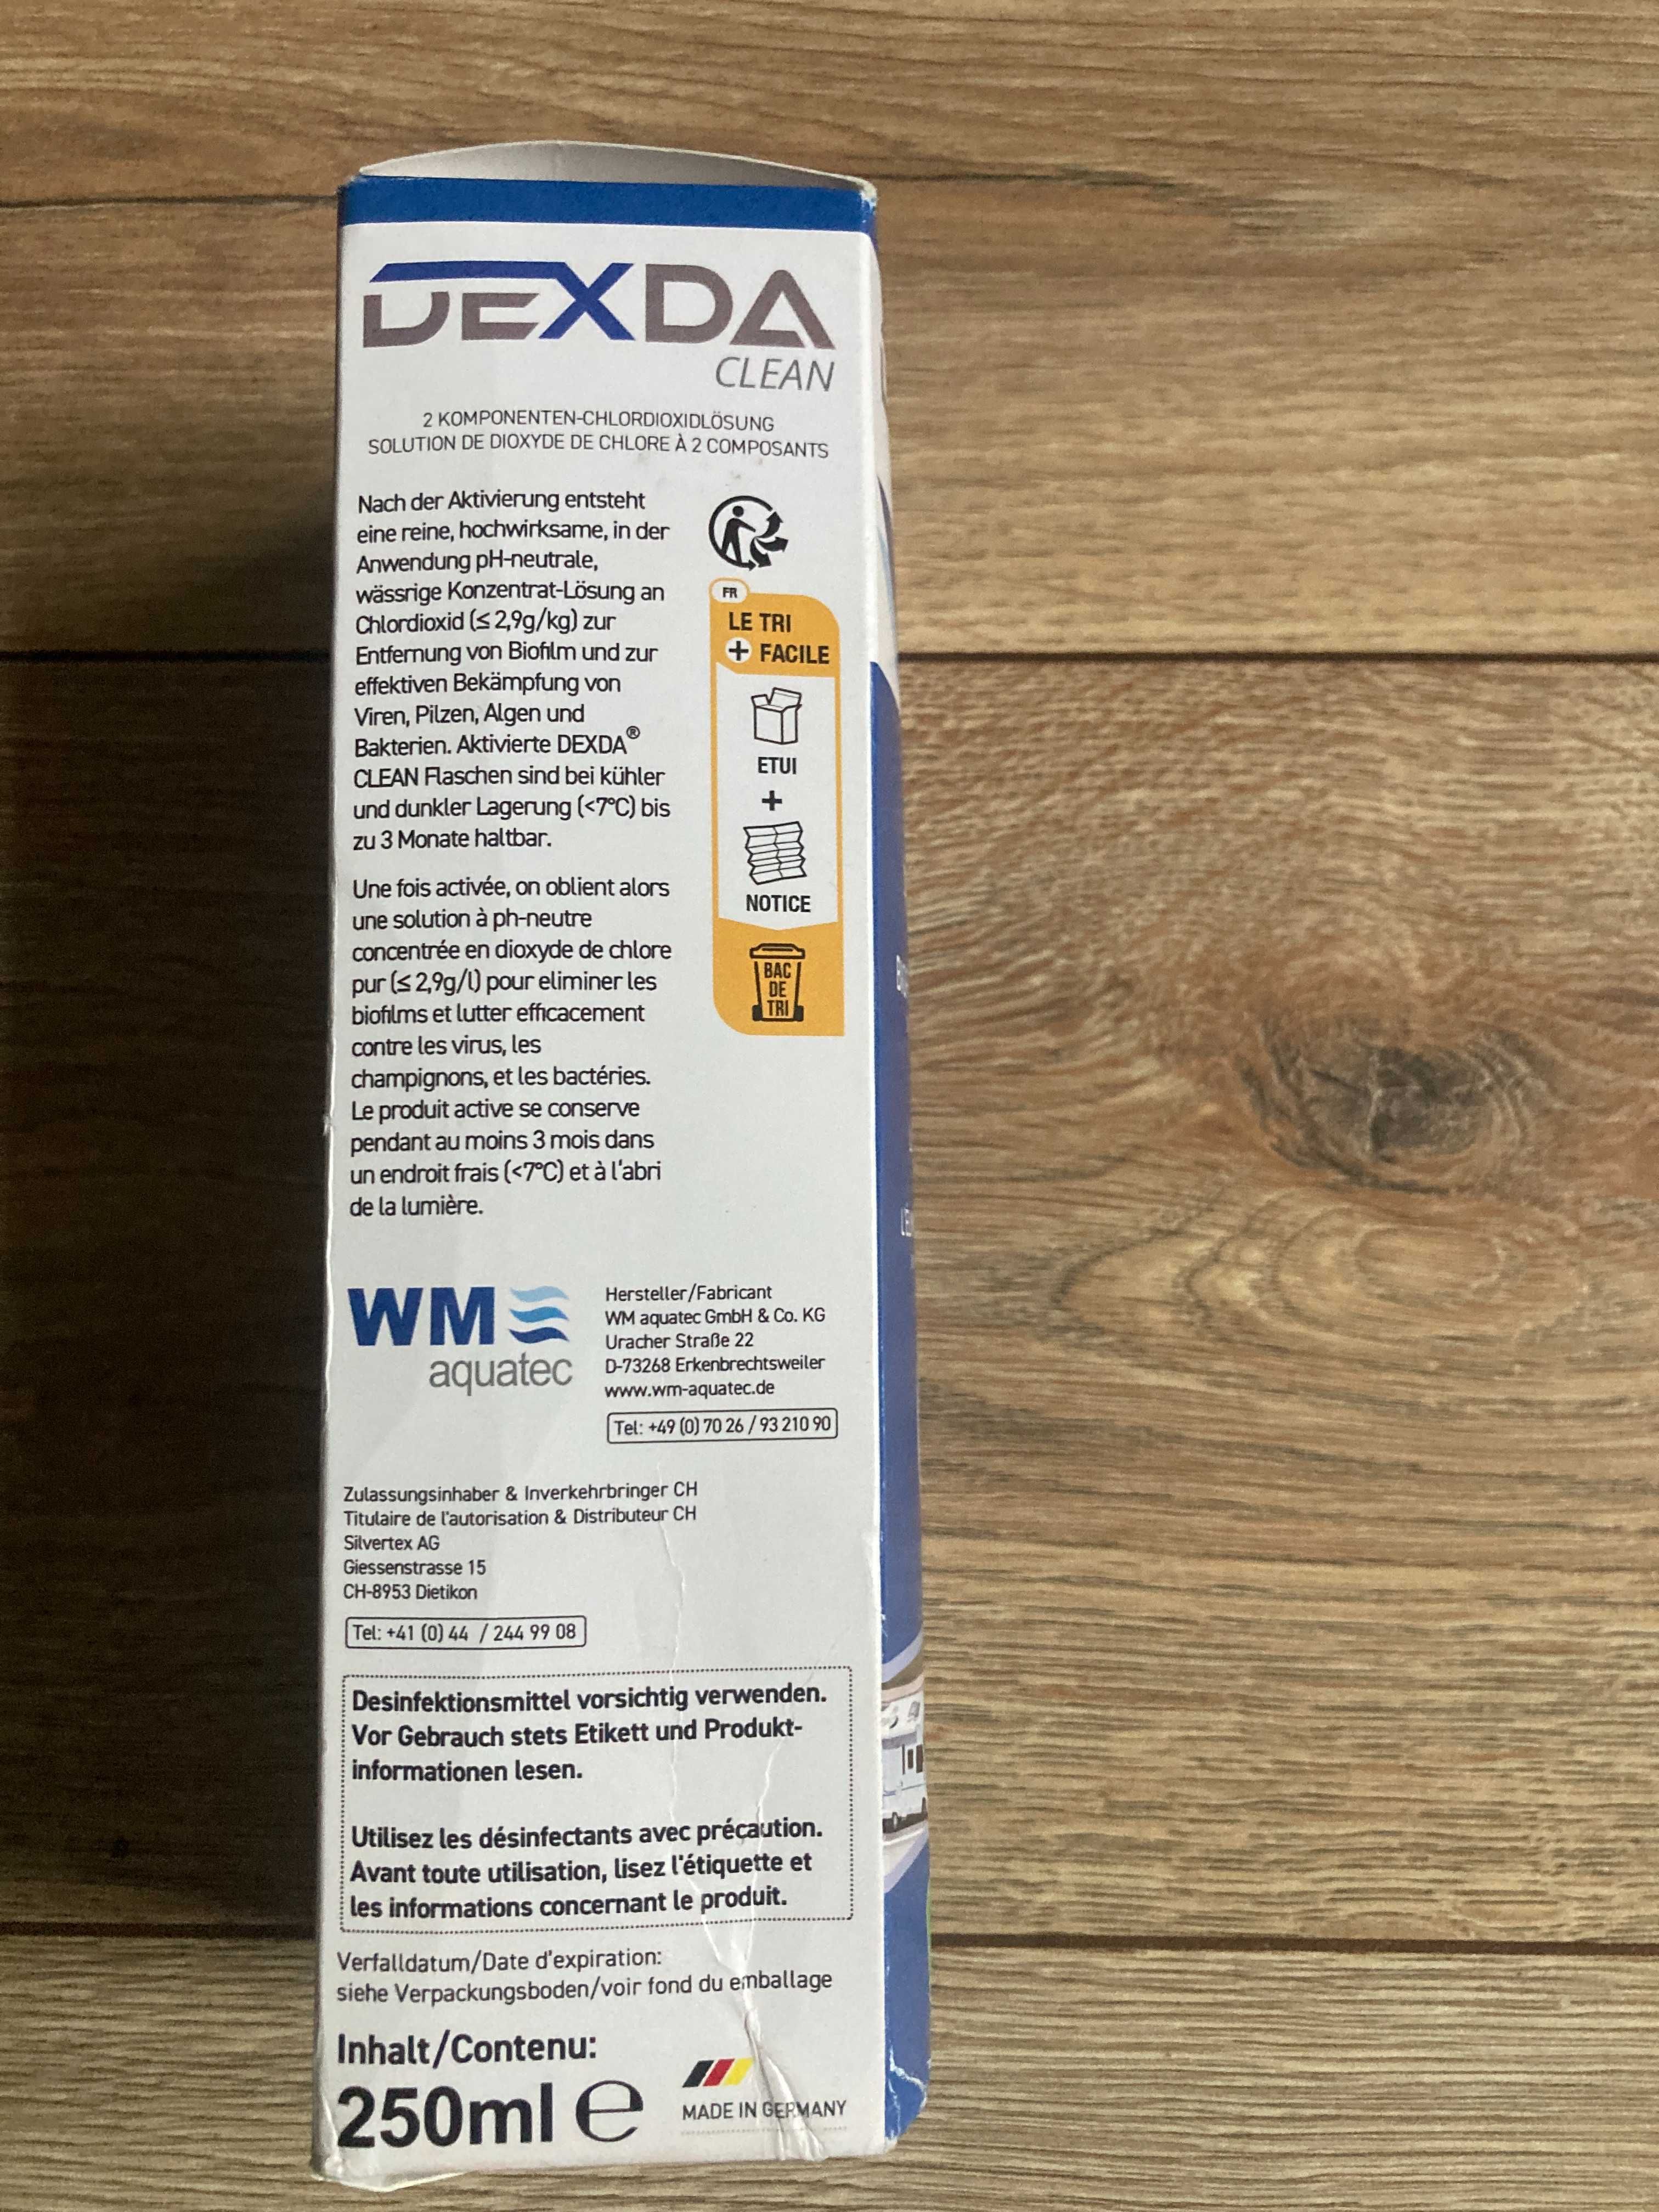 DEXDA
CLEAN
2 KOMPONENTEN-CHLORDIOXIDLÖSUNG
SOLUTION DE DIOXYDE DE CHLORE À 2 COMPOSANTS
Nach der Aktivierung entsteht
eine reine, hochwirksame, in der
Anwendung pH-neutrale,
wässrige Konzentrat-Lösung an
Chlordioxid (≤ 2,9g/kg) zur
Entfernung von Biofilm und zur
effektiven Bekämpfung von
Viren, Pilzen, Algen und
Bakterien. Aktivierte DEXDA®
CLEAN Flaschen sind bei kühler
und dunkler Lagerung (<7°C) bis
zu 3 Monate haltbar.
Une fois activée, on oblient alors
une solution à ph-neutre
concentrée en dioxyde de chlore
pur (≤ 2,9g/l) pour eliminer les
biofilms et lutter efficacement
contre les virus, les
champignons, et les bactéries.
Le produit active se conserve
pendant au moins 3 mois dans
un endroit frais (<7°C) et à l'abri
de la lumière.
FR
LE TRI
+ FACILE
ETUI
+
NOTICE
BAC
DE
TRI
WM
aquatec
Hersteller/Fabricant
WM aquatec GmbH & Co. KG
Uracher Straße 22
D-73268 Erkenbrechtsweiler
www.wm-aquatec.de
Tel: +49 (0) 70 26 / 93 210 90
Zulassungsinhaber & Inverkehrbringer CH
Titulaire de l'autorisation & Distributeur CH
Silvertex AG
Giessenstrasse 15
CH-8953 Dietikon
Tel: +41 (0) 44 / 244 99 08
Desinfektionsmittel vorsichtig verwenden.
Vor Gebrauch stets Etikett und Produkt-
informationen lesen.
Utilisez les désinfectants avec précaution.
Avant toute utilisation, lisez l'étiquette et
les informations concernant le produit.
Verfalldatum/Date d'expiration:
siehe Verpackungsboden/voir fond du emballage
Inhalt/Contenu:
250ml e
MADE IN GERMANY